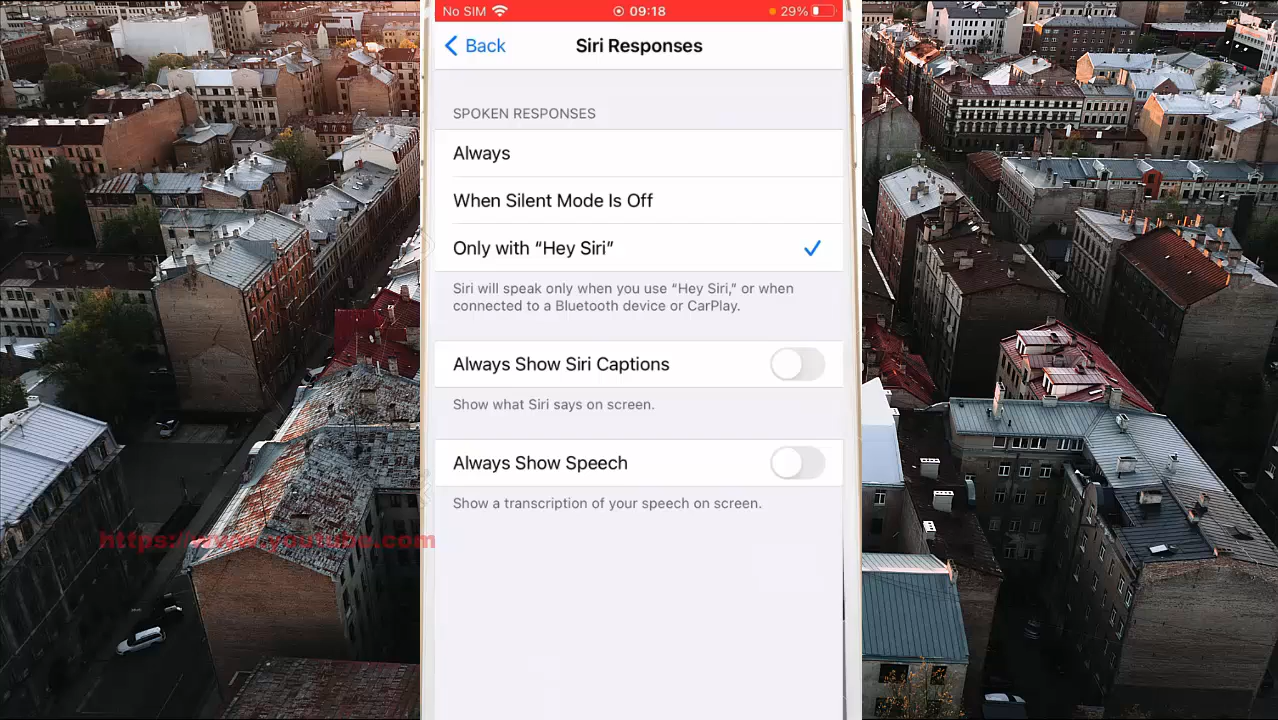 No SIM 09:18 29%
Back Siri Responses
SPOKEN RESPONSES
Always
When Silent Mode Is Off
Only with “Hey Siri”
Siri will speak only when you use “Hey Siri,” or when
connected to a Bluetooth device or CarPlay.
Always Show Siri Captions
Show what Siri says on screen.
Always Show Speech
Show a transcription of your speech on screen.
https://www.youtube.com